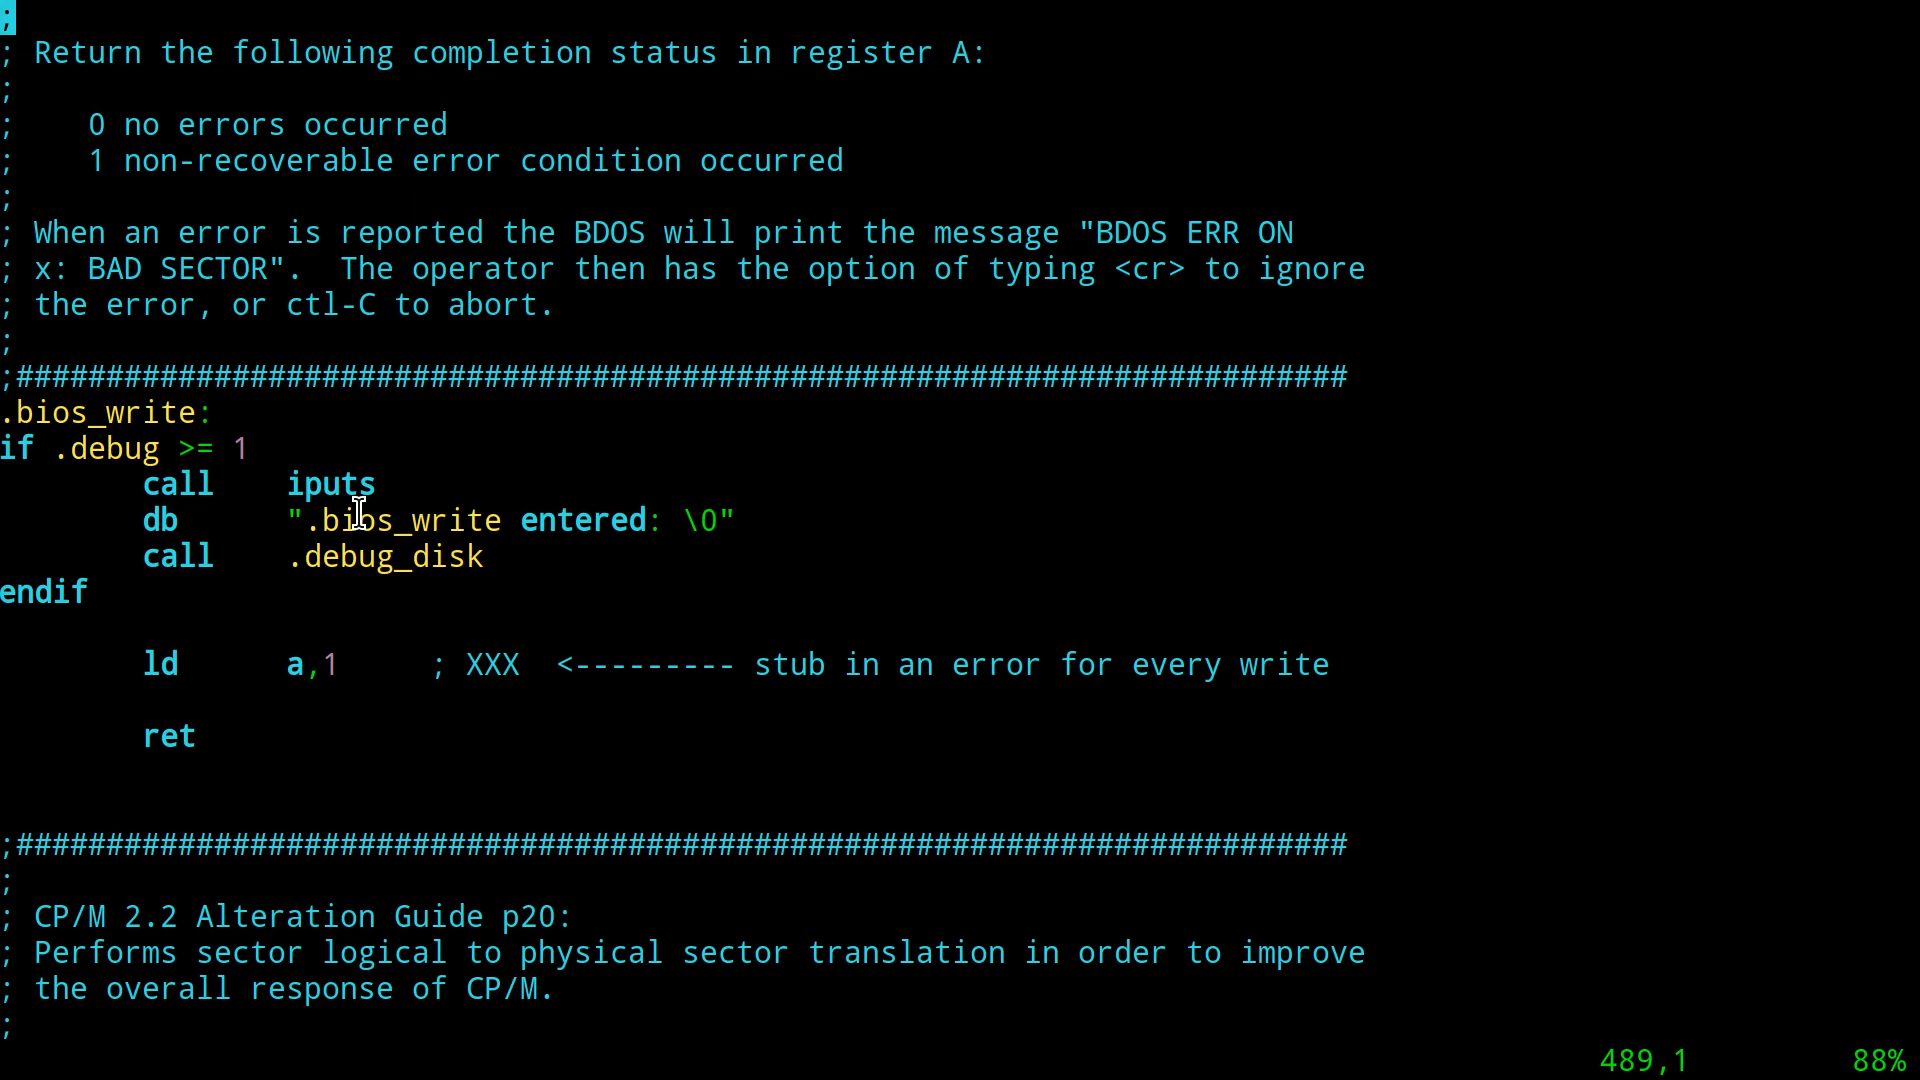 ;
; Return the following completion status in register A:
;
;    0 no errors occurred
;    1 non-recoverable error condition occurred
;
; When an error is reported the BDOS will print the message "BDOS ERR ON
; x: BAD SECTOR".  The operator then has the option of typing <cr> to ignore
; the error, or ctl-C to abort.
;
;##########################################################################
.bios_write:
if .debug >= 1
        call    iputs
        db      ".bios_write entered: \0"
        call    .debug_disk
endif
        ld      a,1     ; XXX  <--------- stub in an error for every write
        ret
;##########################################################################
;
; CP/M 2.2 Alteration Guide p20:
; Performs sector logical to physical sector translation in order to improve
; the overall response of CP/M.
;
489,1    88%